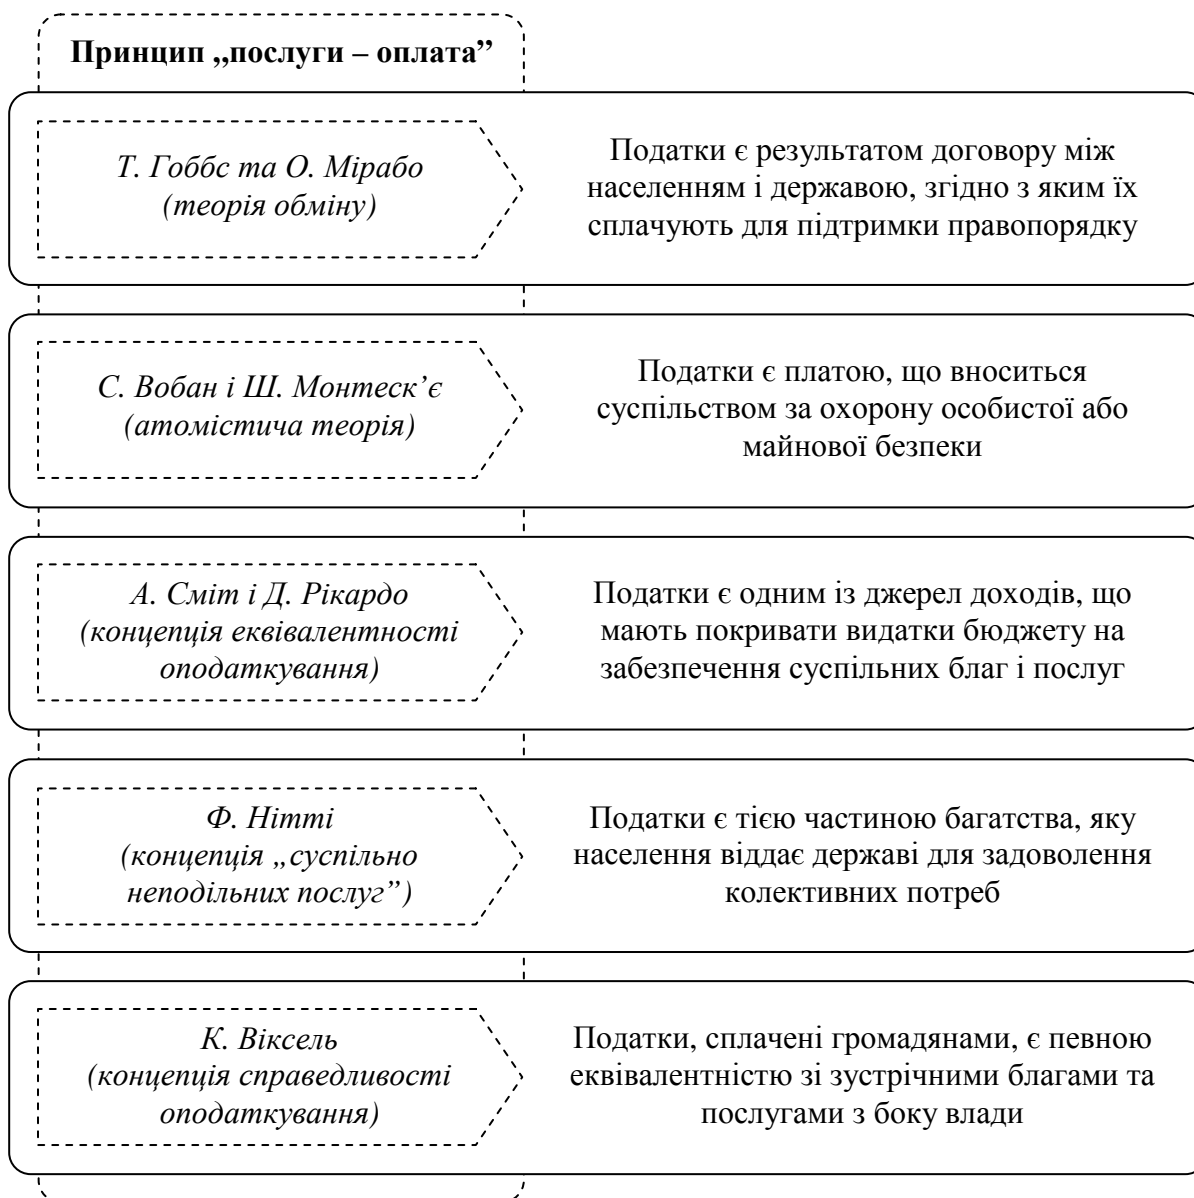 Принцип „послуги – оплата”
Т. Гоббс та О. Мірабо
(теорія обміну)
Податки є результатом договору між
населенням і державою, згідно з яким їх
сплачують для підтримки правопорядку
С. Вобан і Ш. Монтеск’є
(атомістича теорія)
Податки є платою, що вноситься
суспільством за охорону особистої або
майнової безпеки
А. Сміт і Д. Рікардо
(концепція еквівалентності
оподаткування)
Податки є одним із джерел доходів, що
мають покривати видатки бюджету на
забезпечення суспільних благ і послуг
Ф. Нітті
(концепція „суспільно
неподільних послуг”)
Податки є тією частиною багатства, яку
населення віддає державі для задоволення
колективних потреб
К. Віксель
(концепція справедливості
оподаткування)
Податки, сплачені громадянами, є певною
еквівалентністю зі зустрічними благами та
послугами з боку влади